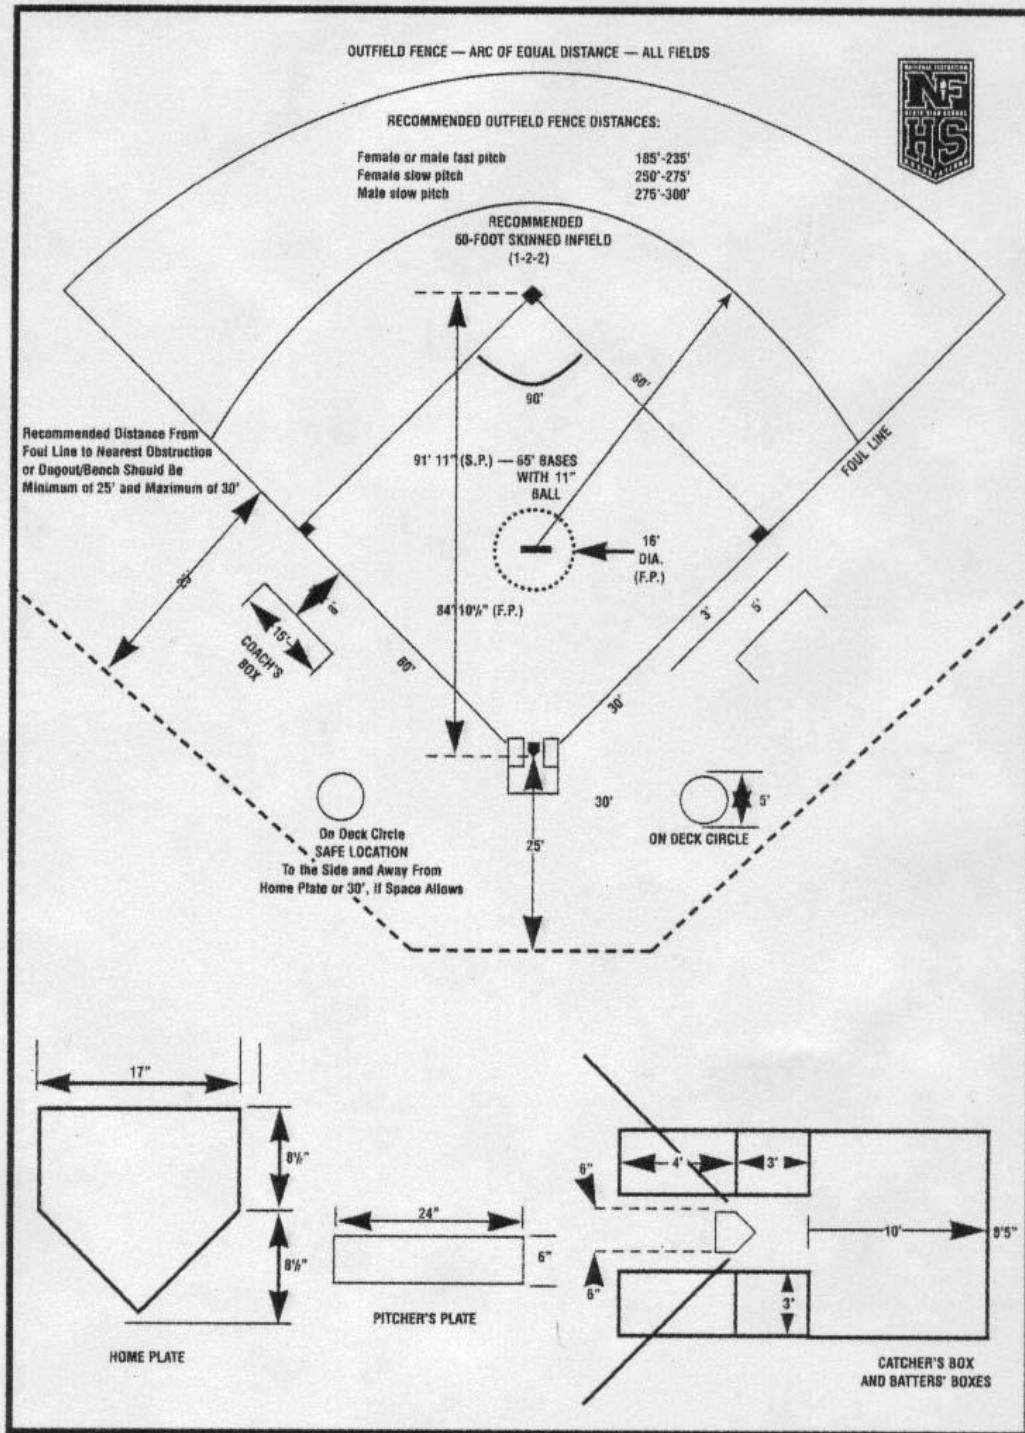 OUTFIELD FENCE — ARC OF EQUAL DISTANCE — ALL FIELDS
NF
HS
RECOMMENDED OUTFIELD FENCE DISTANCES:
Female or male fast pitch 185'-235'
Female slow pitch 250'-275'
Male slow pitch 275'-300'
RECOMMENDED
60-FOOT SKINNED INFIELD
(1-2-2)
60'
90'
FOUL LINE
Recommended Distance From
Foul Line to Nearest Obstruction
or Dugout/Bench Should Be
Minimum of 25' and Maximum of 30'
91' 11" (S.P.) — 65' BASES
WITH 11"
BALL
16'
DIA.
(F.P.)
25'
8'
84' 10¼" (F.P.)
3'
5'
15'
COACH'S
BOX
60'
30'
30'
5'
On Deck Circle
SAFE LOCATION
To the Side and Away From
Home Plate or 30', If Space Allows
25'
ON DECK CIRCLE
17"
8½"
8½"
HOME PLATE
24"
6"
PITCHER'S PLATE
4'
3'
6"
10'
8'5"
6"
3'
CATCHER'S BOX
AND BATTERS' BOXES